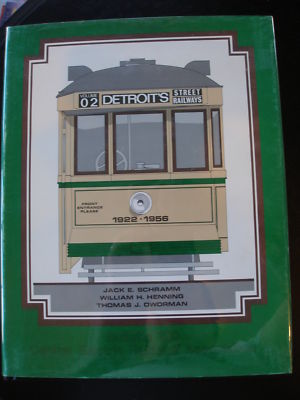 VOLUME
02
DETROIT'S
STREET
RAILWAYS
FRONT
ENTRANCE
PLEASE
1922-1956
JACK E. SCHRAMM
WILLIAM H. HENNING
THOMAS J. DWORMAN